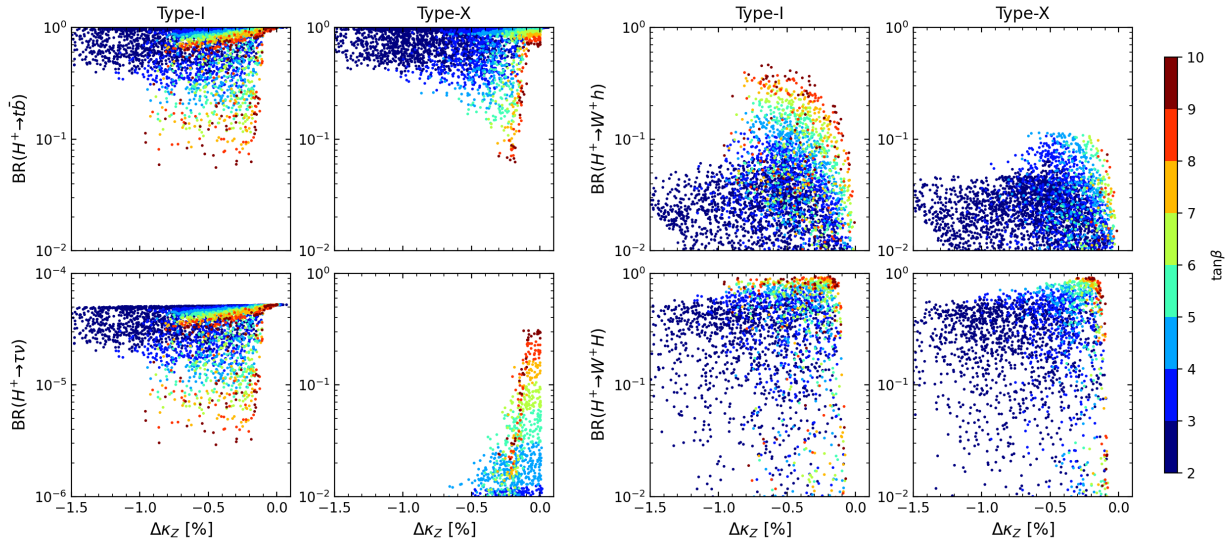 Type-I
Type-X
Type-I
Type-X
BR(H⁺→tb̄)
10⁰
10⁻¹
10⁻²
10⁰
10⁻¹
10⁻²
BR(H⁺→W⁺h)
10⁰
10⁻¹
10⁻²
10⁰
10⁻¹
10⁻²
BR(H⁺→τν)
10⁻⁴
10⁻⁵
10⁻⁶
−1.5 −1.0 −0.5 0.0
Δκ_Z [%]
10⁰
10⁻¹
10⁻²
−1.5 −1.0 −0.5 0.0
Δκ_Z [%]
BR(H⁺→W⁺H)
10⁰
10⁻¹
10⁻²
−1.5 −1.0 −0.5 0.0
Δκ_Z [%]
10⁰
10⁻¹
10⁻²
−1.5 −1.0 −0.5 0.0
Δκ_Z [%]
10
9
8
7
6
5
4
3
2
tanβ